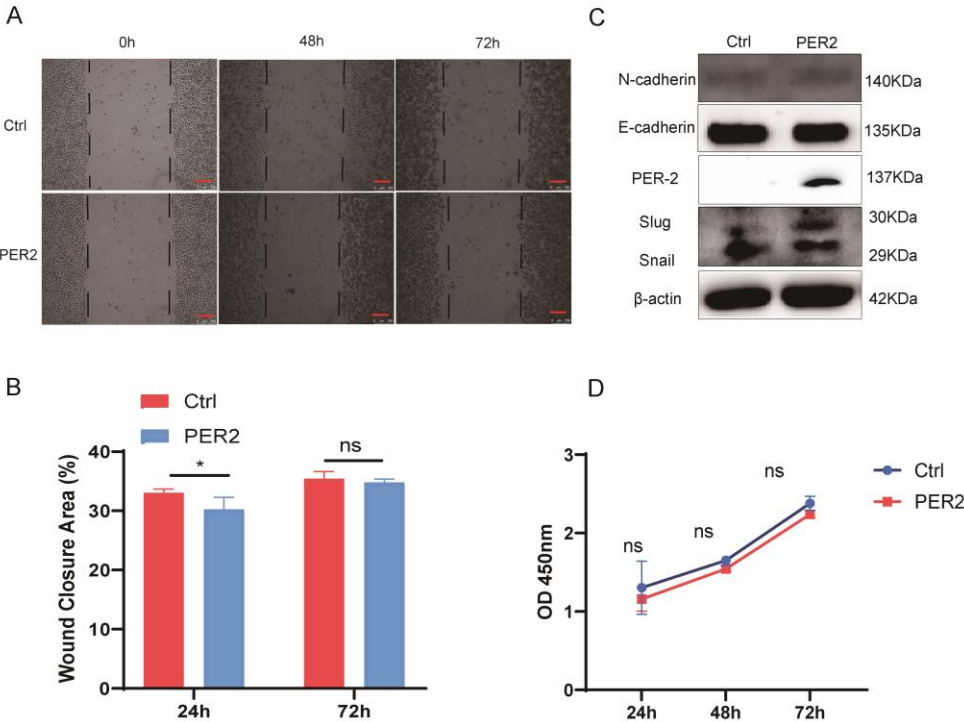 A
0h
48h
72h
Ctrl
PER2
C
Ctrl
PER2
N-cadherin
140KDa
E-cadherin
135KDa
PER-2
137KDa
Slug
30KDa
Snail
29KDa
β-actin
42KDa
B
Ctrl
PER2
Wound Closure Area (%)
40
30
20
10
0
*
ns
24h
72h
D
OD 450nm
3
2
1
0
ns
ns
ns
24h
48h
72h
Ctrl
PER2